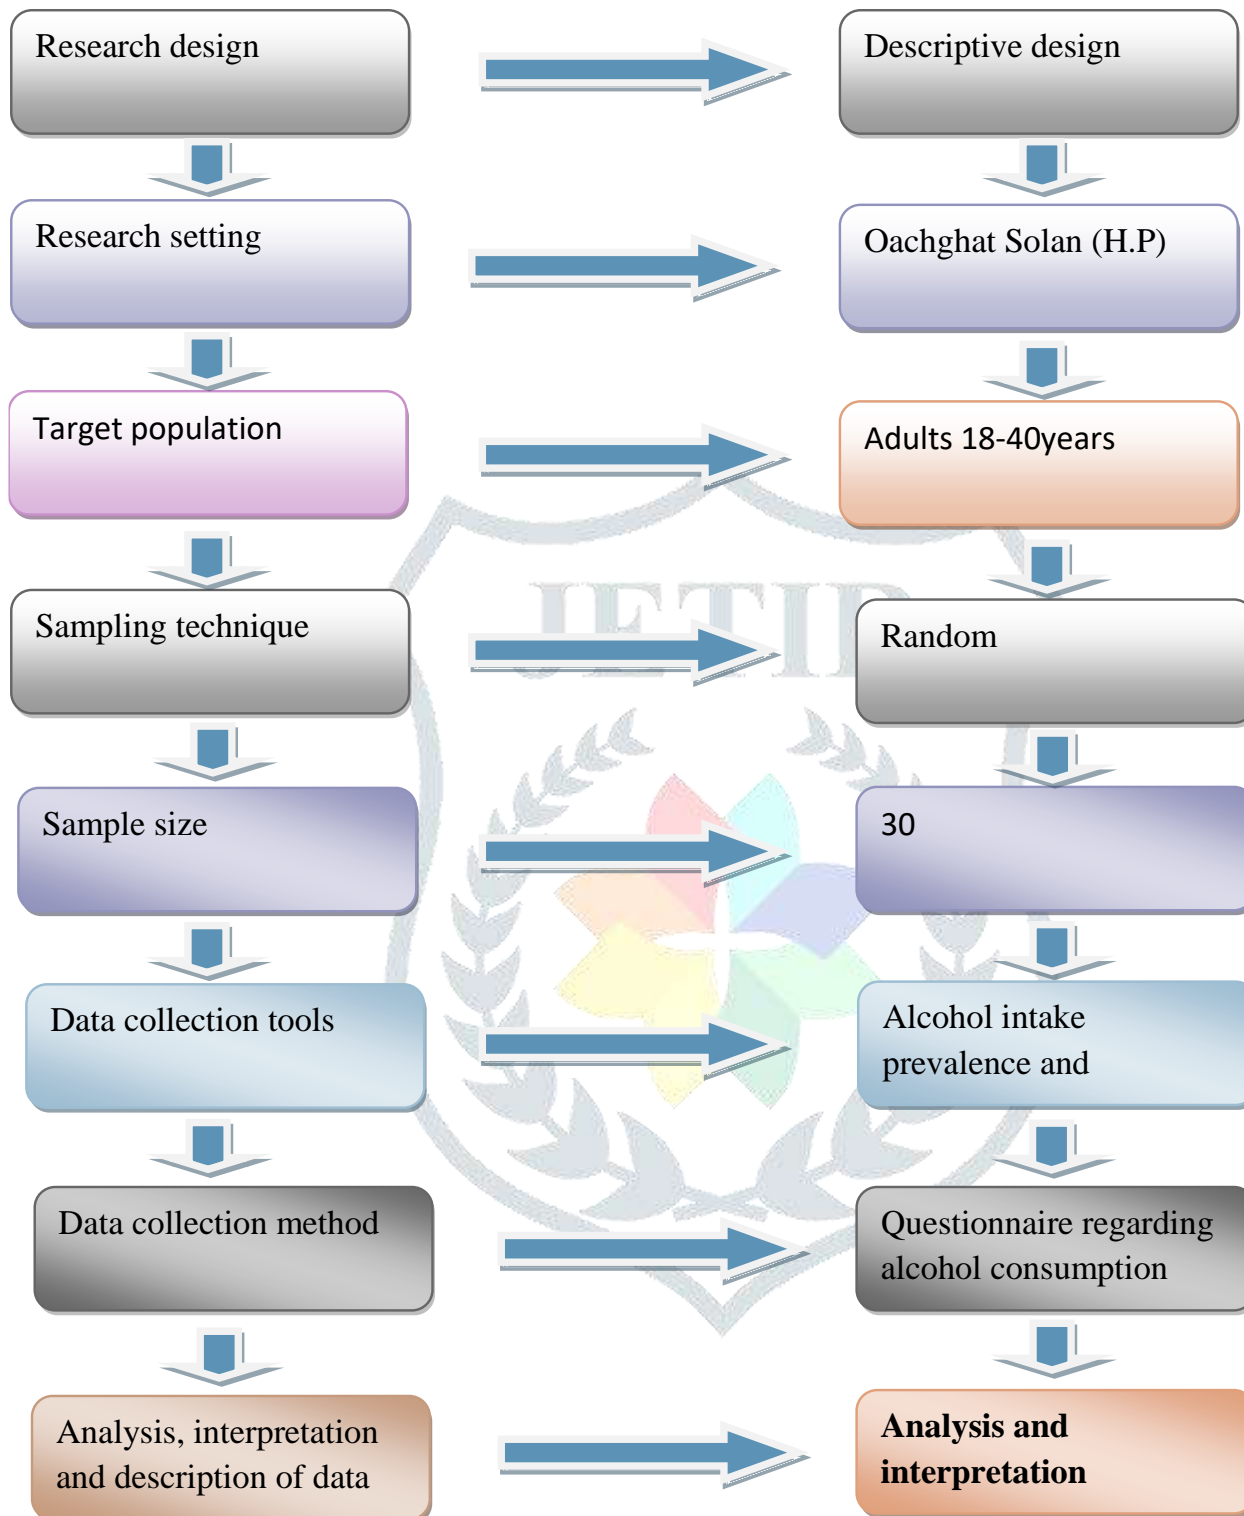 Research design
Descriptive design
Research setting
Oachghat Solan (H.P)
Target population
Adults 18-40years
JETIR
Sampling technique
Random
Sample size
30
Data collection tools
Alcohol intake
prevalence and
Data collection method
Questionnaire regarding
alcohol consumption
Analysis, interpretation
and description of data
Analysis and
interpretation